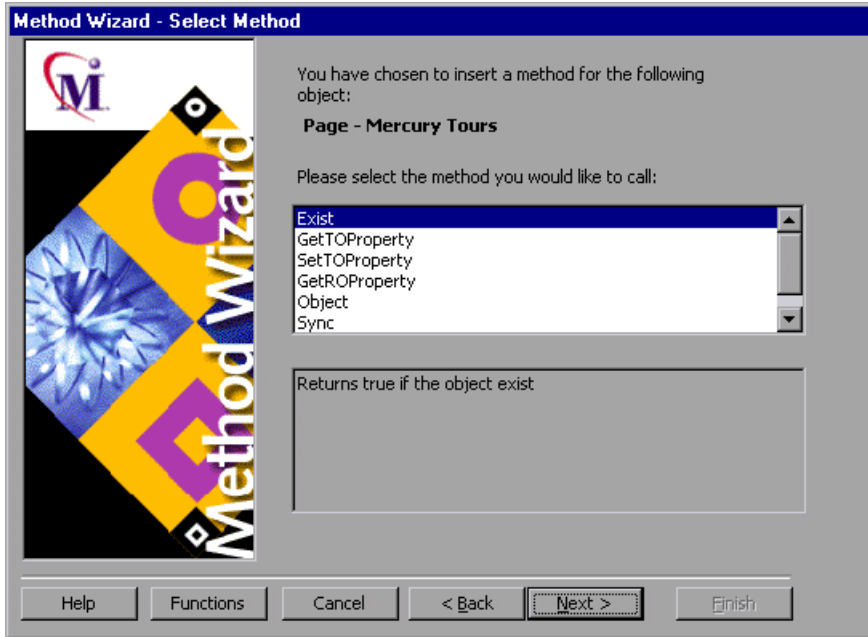 Method Wizard - Select Method
M
Method Wizard
You have chosen to insert a method for the following
object:
Page - Mercury Tours
Please select the method you would like to call:
Exist
GetTOProperty
SetTOProperty
GetROProperty
Object
Sync
Returns true if the object exist
Help
Functions
Cancel
< Back
Next >
Finish